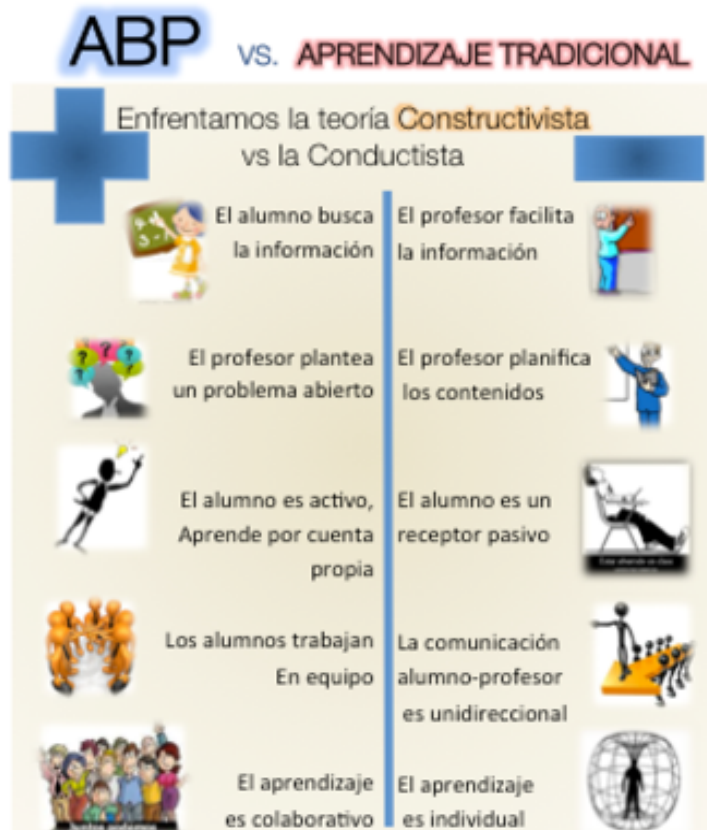 ABP vs. APRENDIZAJE TRADICIONAL
Enfrentamos la teoría Constructivista
vs la Conductista
El alumno busca
la información
El profesor facilita
la información
El profesor plantea
un problema abierto
El profesor planifica
los contenidos
El alumno es activo,
Aprende por cuenta
propia
El alumno es un
receptor pasivo
Los alumnos trabajan
En equipo
La comunicación
alumno-profesor
es unidireccional
El aprendizaje
es colaborativo
El aprendizaje
es individual